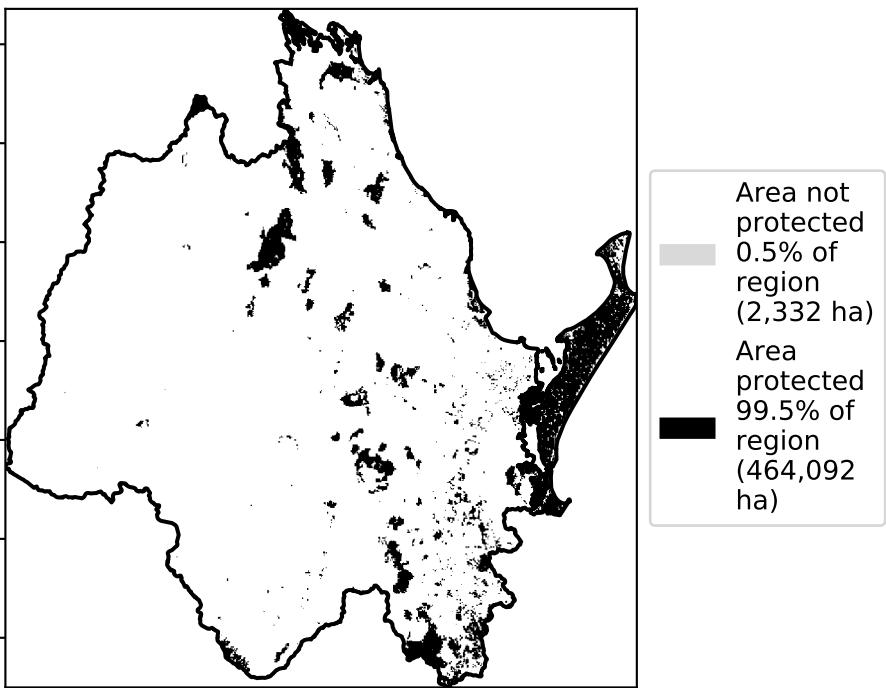 Area not
protected
0.5% of
region
(2,332 ha)
Area
protected
99.5% of
region
(464,092
ha)